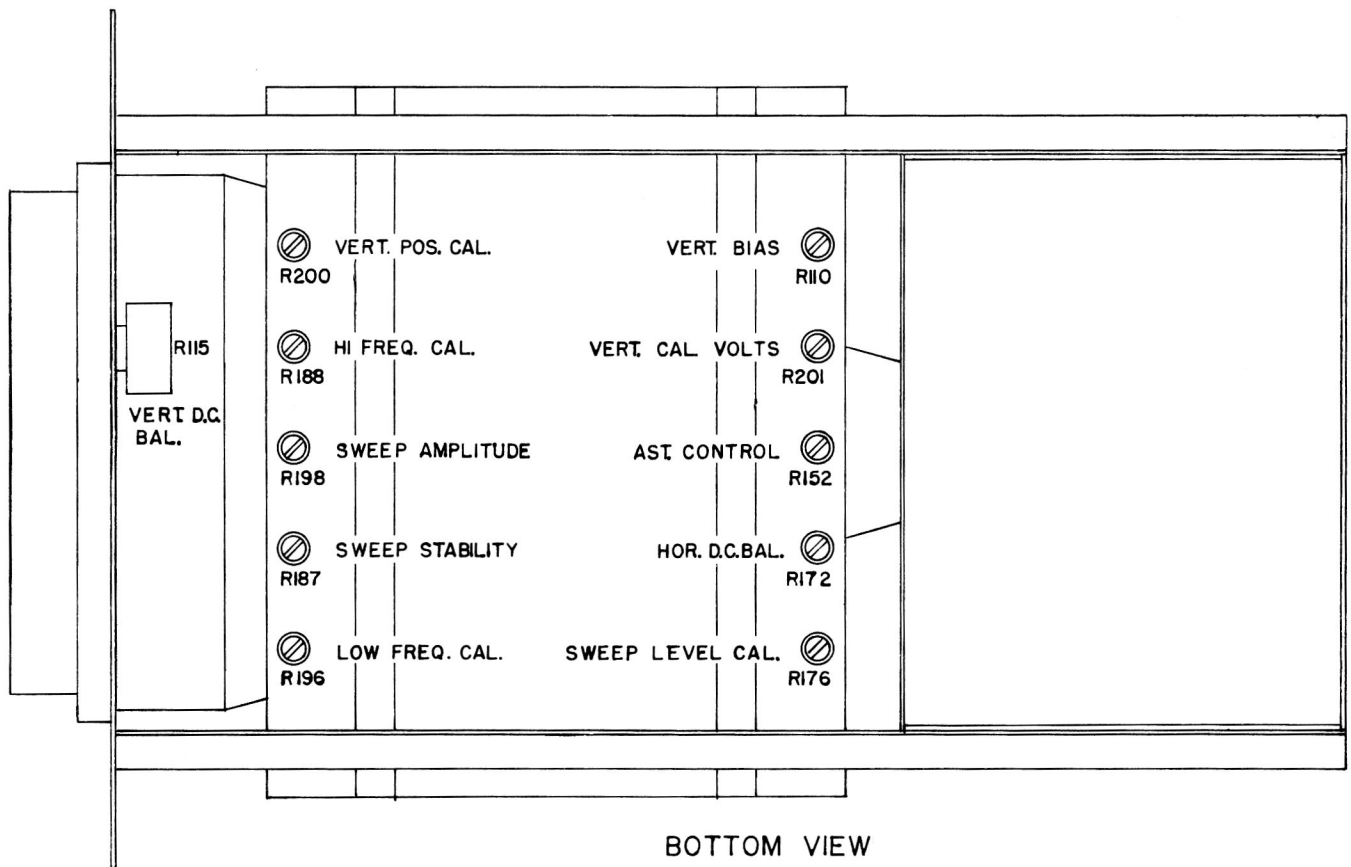 VERT. POS. CAL.
R200
VERT. BIAS
R110
R115
VERT. D.C.
BAL.
HI FREQ. CAL.
R188
VERT. CAL. VOLTS
R201
SWEEP AMPLITUDE
R198
AST. CONTROL
R152
SWEEP STABILITY
R187
HOR. D.C. BAL.
R172
LOW FREQ. CAL.
R196
SWEEP LEVEL CAL.
R176
BOTTOM VIEW